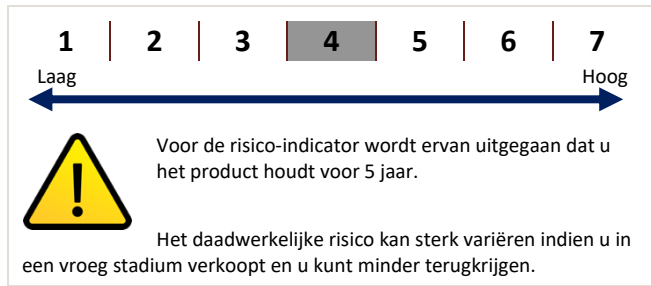 1 2 3 4 5 6 7
Laag Hoog
Voor de risico-indicator wordt ervan uitgegaan dat u
het product houdt voor 5 jaar.
Het daadwerkelijke risico kan sterk variëren indien u in
een vroeg stadium verkoopt en u kunt minder terugkrijgen.